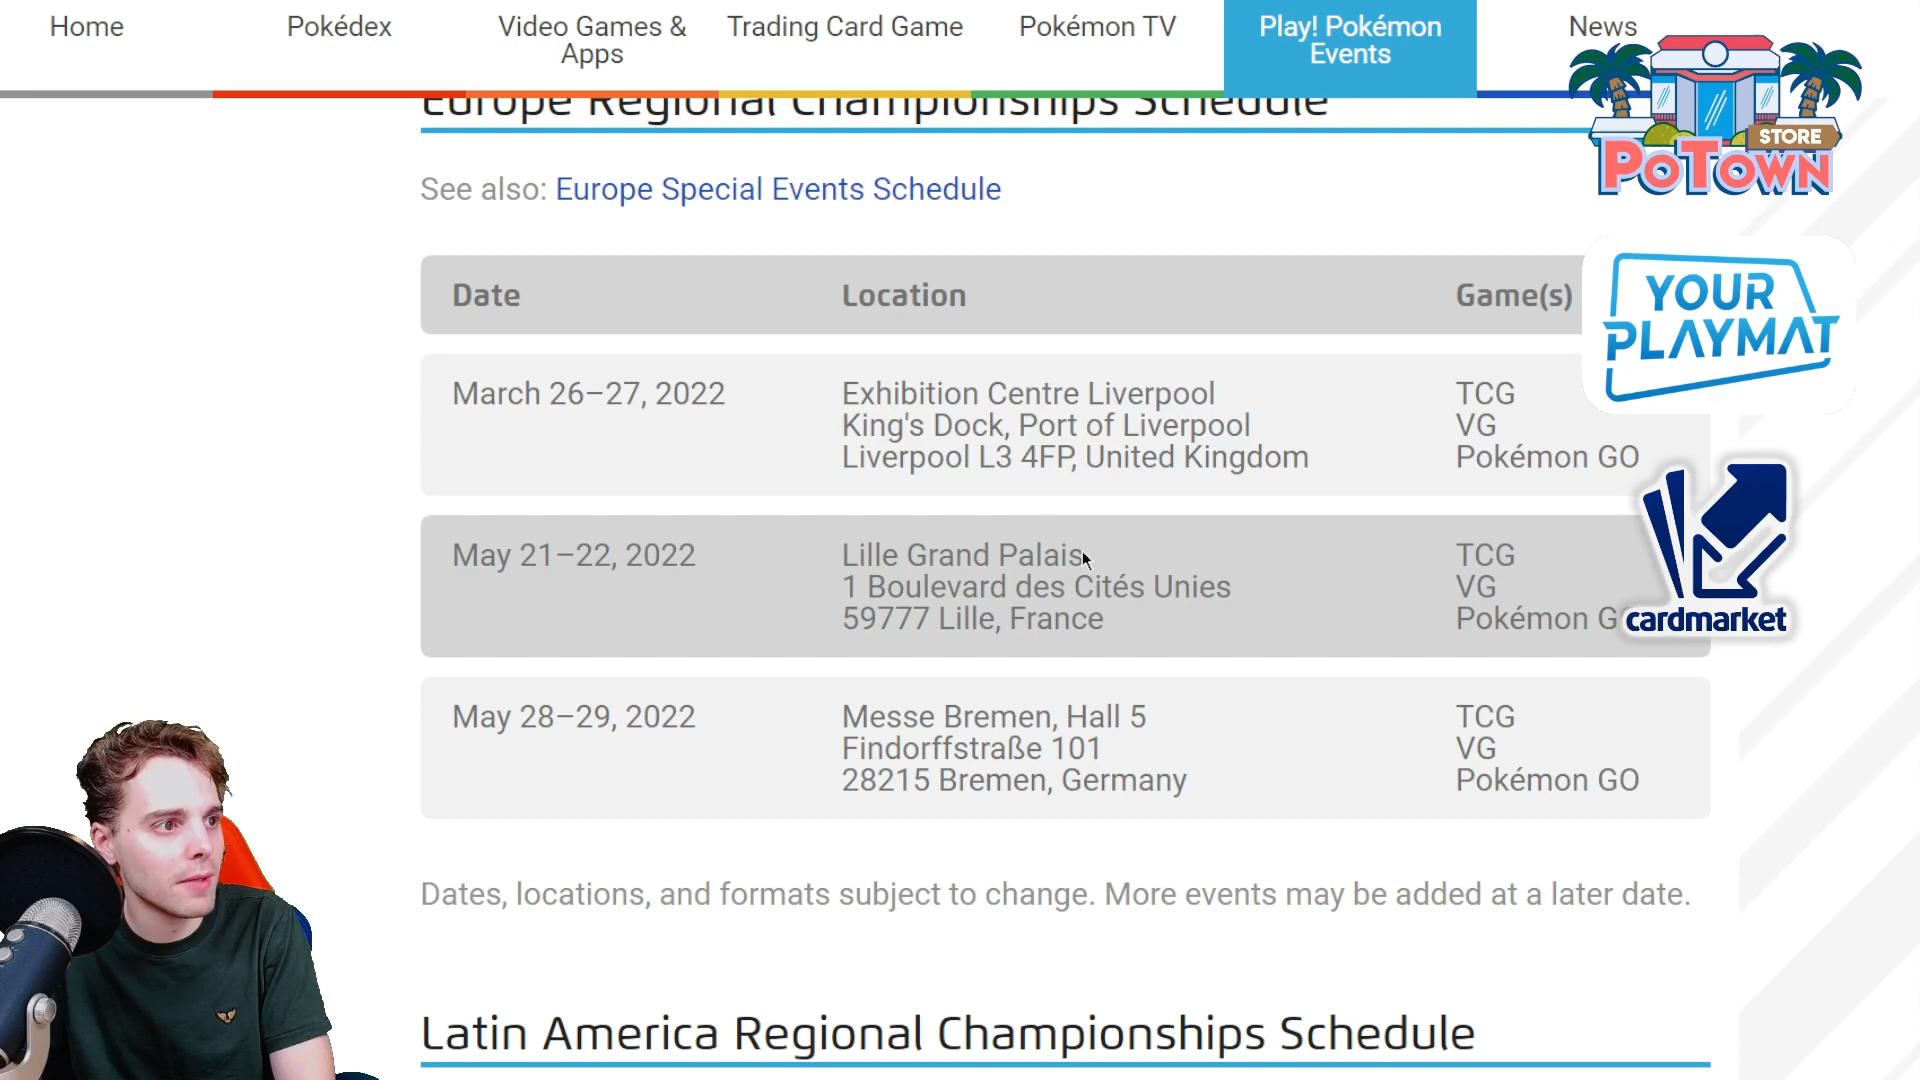 Home
Pokédex
Video Games &
Apps
Trading Card Game
Pokémon TV
Play! Pokémon
Events
News
Europe Regional Championships Schedule
STORE
POTOWN
See also: Europe Special Events Schedule
YOUR
PLAYMAT
Date
Location
Game(s)
March 26–27, 2022
Exhibition Centre Liverpool
King's Dock, Port of Liverpool
Liverpool L3 4FP, United Kingdom
TCG
VG
Pokémon GO
May 21–22, 2022
Lille Grand Palais
1 Boulevard des Cités Unies
59777 Lille, France
TCG
VG
Pokémon G
cardmarket
May 28–29, 2022
Messe Bremen, Hall 5
Findorffstraße 101
28215 Bremen, Germany
TCG
VG
Pokémon GO
Dates, locations, and formats subject to change. More events may be added at a later date.
Latin America Regional Championships Schedule